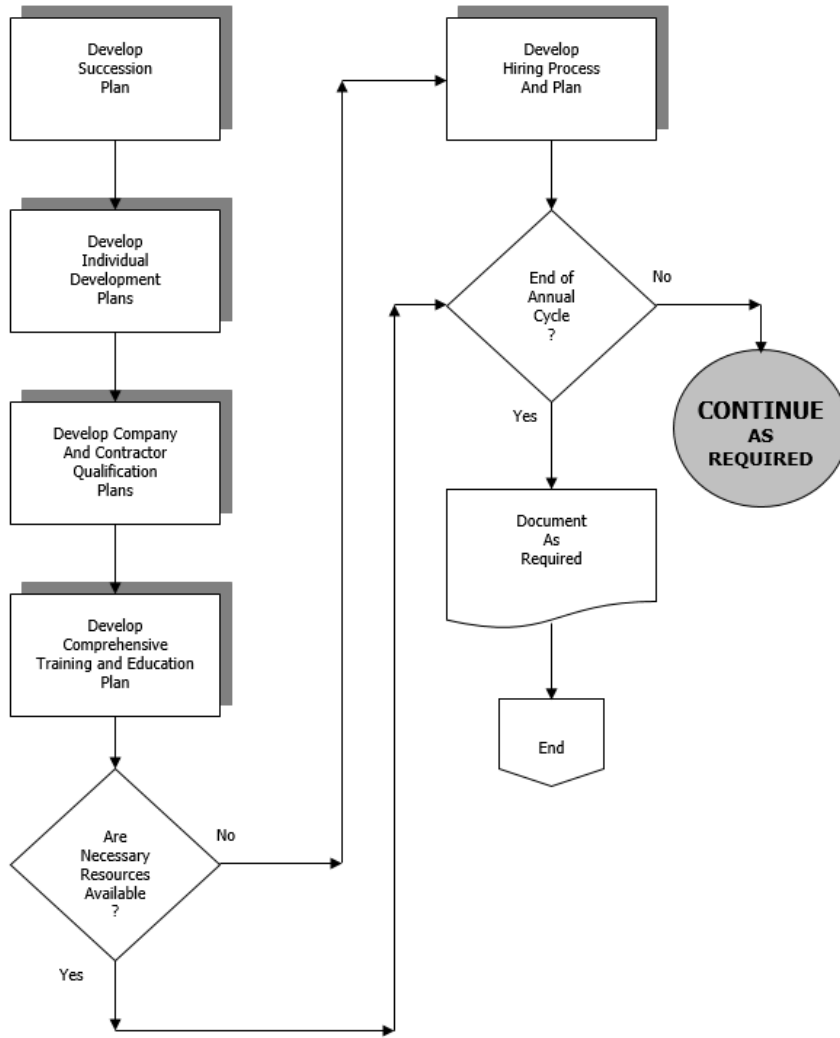 Develop
Succession
Plan
Develop
Individual
Development
Plans
Develop Company
And Contractor
Qualification
Plans
Develop
Comprehensive
Training and Education
Plan
Are
Necessary
Resources
Available
?
No
Yes
Develop
Hiring Process
And Plan
End of
Annual
Cycle
?
No
Yes
CONTINUE
AS
REQUIRED
Document
As
Required
End